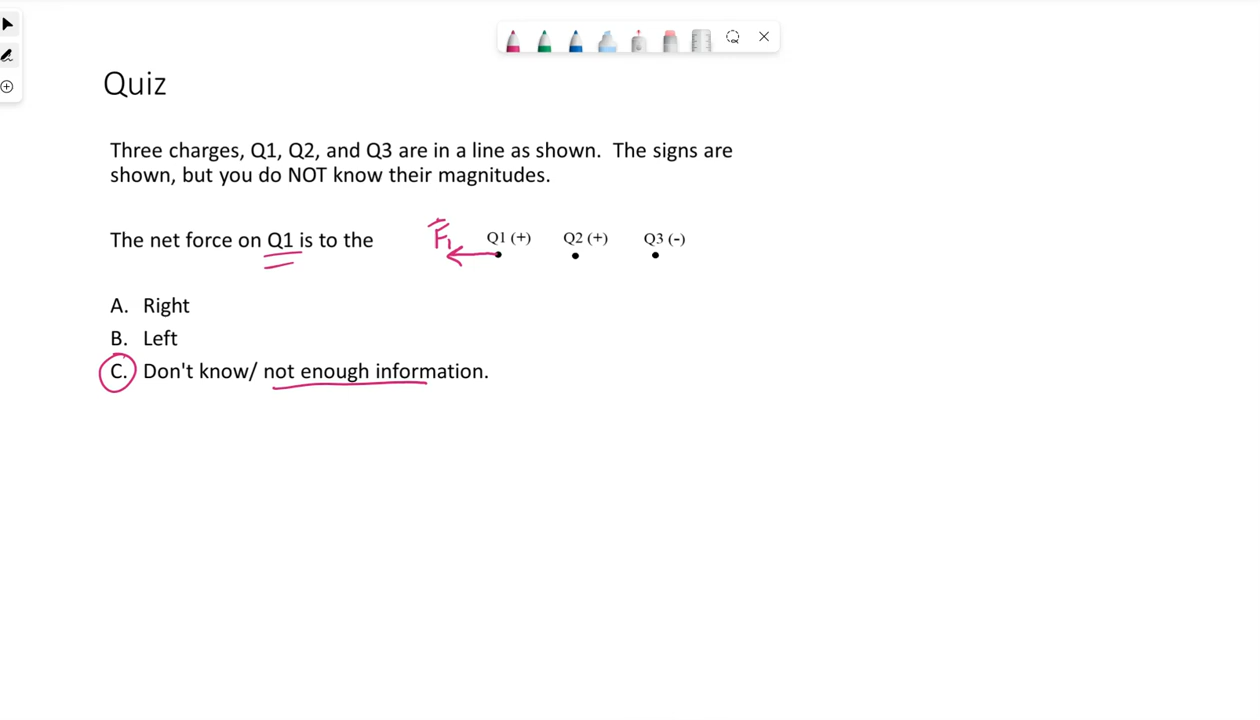 Quiz
Three charges, Q1, Q2, and Q3 are in a line as shown. The signs are
shown, but you do NOT know their magnitudes.
The net force on Q1 is to the
F₁
Q1 (+) Q2 (+) Q3 (-)
A. Right
B. Left
C. Don't know/ not enough information.